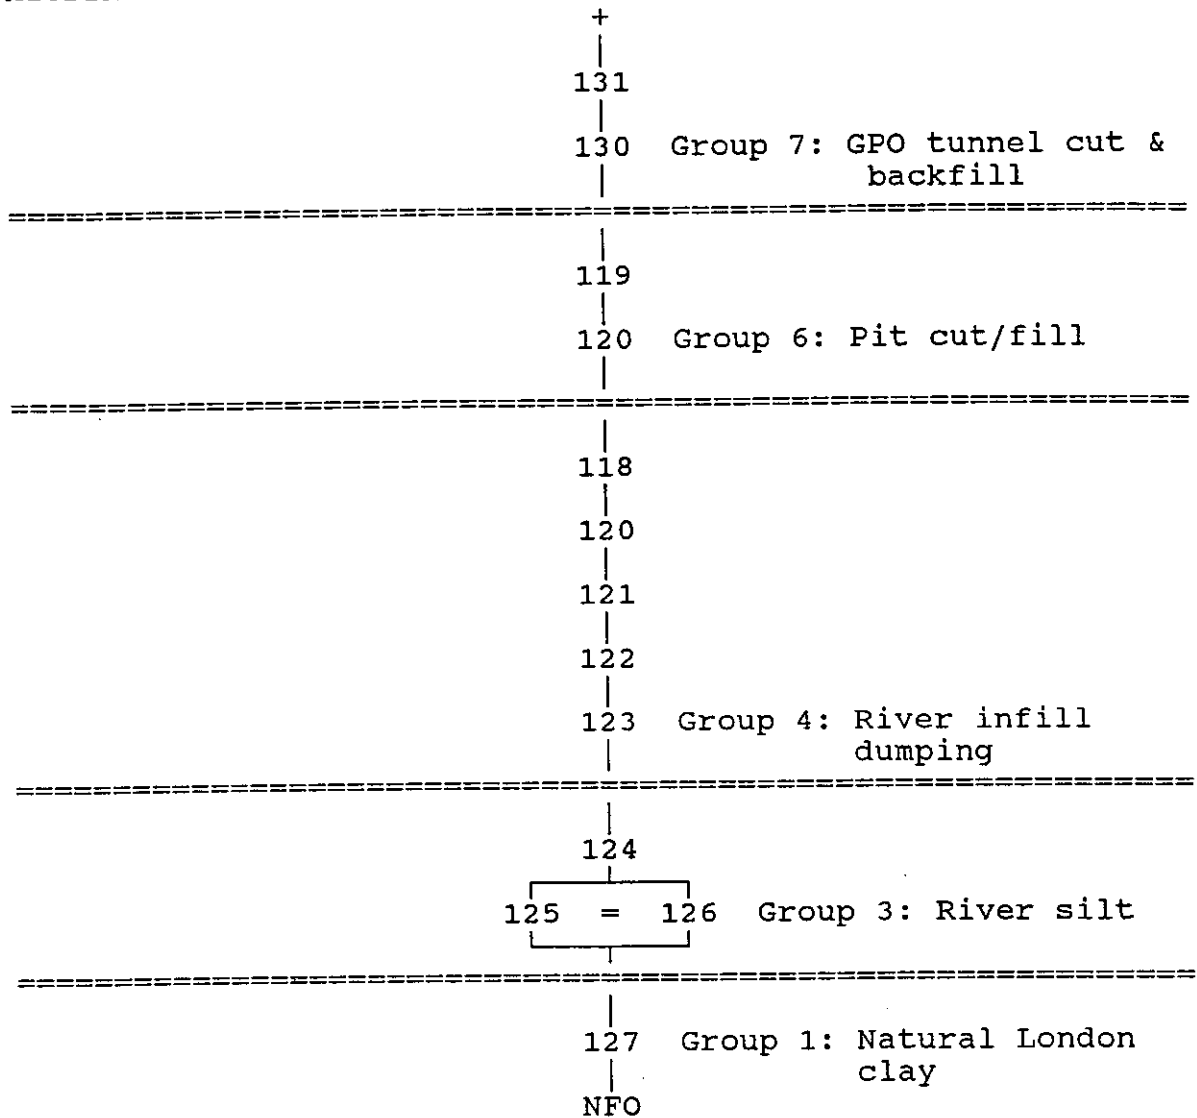 +
131
130 Group 7: GPO tunnel cut &
backfill
119
120 Group 6: Pit cut/fill
118
120
121
122
123 Group 4: River infill
dumping
124
125 = 126 Group 3: River silt
127 Group 1: Natural London
clay
NFO